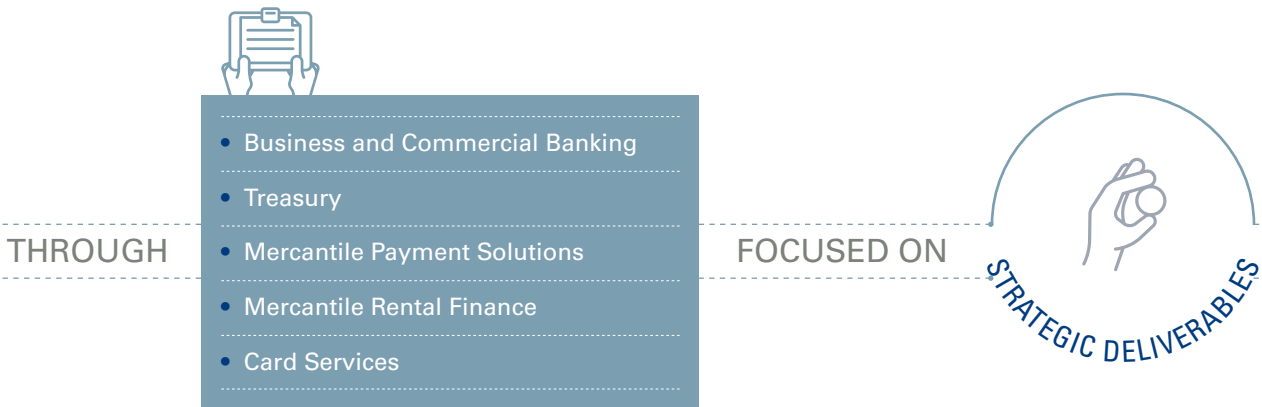 THROUGH
• Business and Commercial Banking
• Treasury
• Mercantile Payment Solutions
• Mercantile Rental Finance
• Card Services
FOCUSED ON
STRATEGIC DELIVERABLES